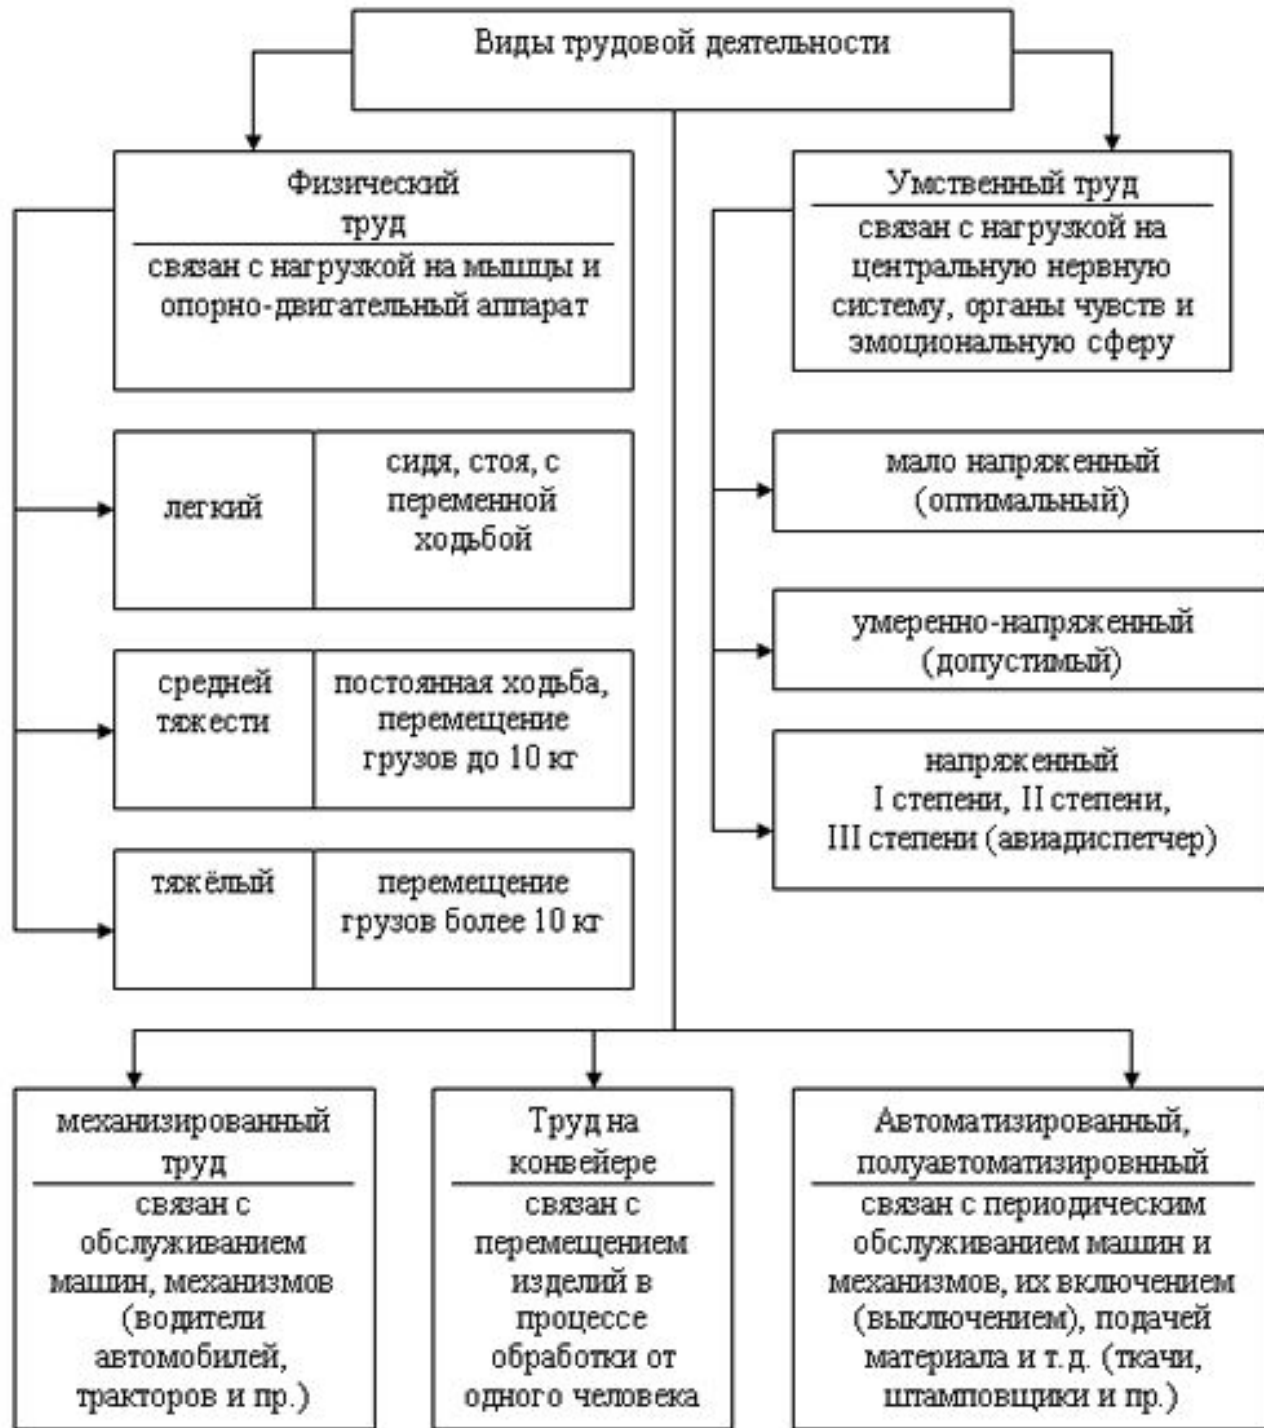 Виды трудовой деятельности
Физический
труд
связан с нагрузкой на мышцы и
опорно-двигательный аппарат
Умственный труд
связан с нагрузкой на
центральную нервную
систему, органы чувств и
эмоциональную сферу
легкий
сидя, стоя, с
переменной
ходьбой
средней
тяжести
постоянная ходьба,
перемещение
грузов до 10 кг
тяжёлый
перемещение
грузов более 10 кг
мало напряженный
(оптимальный)
умеренно-напряженный
(допустимый)
напряженный
I степени, II степени,
III степени (авиадиспетчер)
механизированный
труд
связан с
обслуживанием
машин, механизмов
(водители
автомобилей,
тракторов и пр.)
Труд на
конвейере
связан с
перемещением
изделий в
процессе
обработки от
одного человека
Автоматизированный,
полуавтоматизировнный
связан с периодическим
обслуживанием машин и
механизмов, их включением
(выключением), подачей
материала и т.д. (ткачи,
штамповщики и пр.)